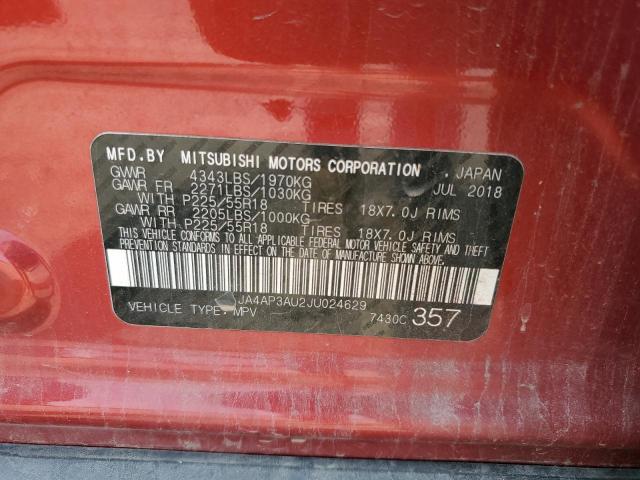 MFD.BY MITSUBISHI MOTORS CORPORATION , JAPAN
GVWR 4343LBS/1970KG JUL 2018
GAWR FR 2271LBS/1030KG
WITH P225/55R18 TIRES 18X7.0J RIMS
GAWR RR 2205LBS/1000KG
WITH P225/55R18 TIRES 18X7.0J RIMS
THIS VEHICLE CONFORMS TO ALL APPLICABLE FEDERAL MOTOR VEHICLE SAFETY AND THEFT
PREVENTION STANDARDS IN EFFECT ON THE DATE OF MANUFACTURE SHOWN ABOVE.
JA4AP3AU2JU024629
VEHICLE TYPE. MPV 7430C 357